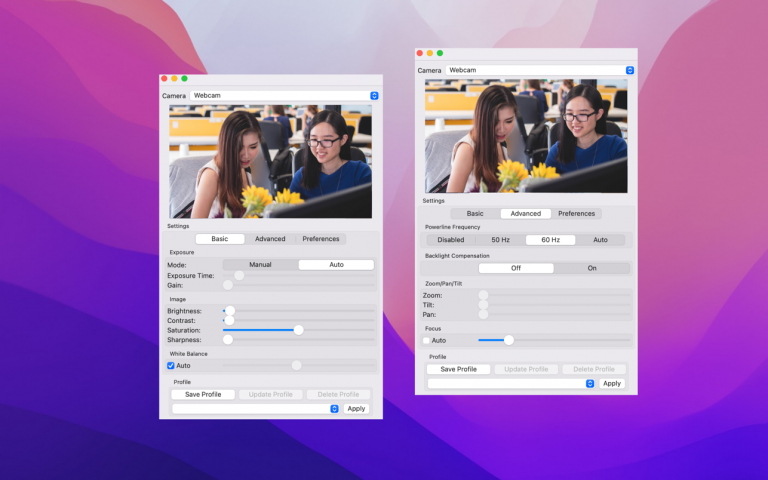 Camera Webcam
Settings
Basic Advanced Preferences
Exposure
Mode: Manual Auto
Exposure Time:
Gain:
Image
Brightness:
Contrast:
Saturation:
Sharpness:
White Balance
Auto
Profile
Save Profile Update Profile Delete Profile
Apply
Camera Webcam
Settings
Basic Advanced Preferences
Powerline Frequency
Disabled 50 Hz 60 Hz Auto
Backlight Compensation
Off On
Zoom/Pan/Tilt
Zoom:
Tilt:
Pan:
Focus
Auto
Profile
Save Profile Update Profile Delete Profile
Apply